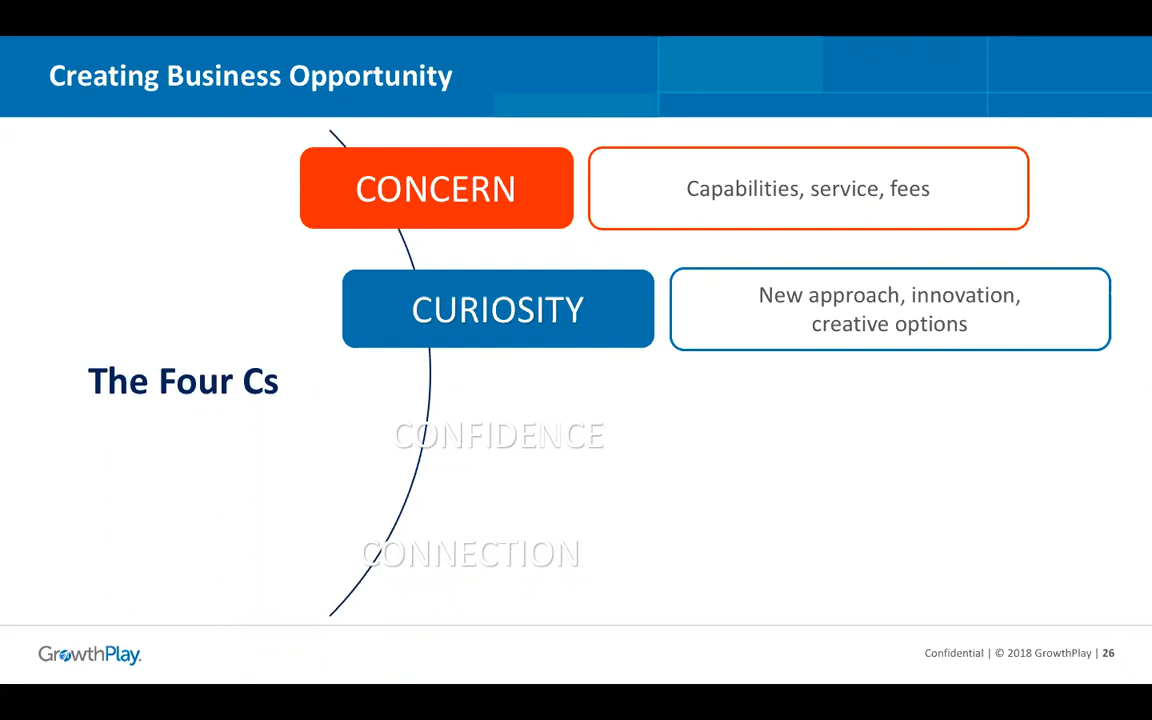 Creating Business Opportunity
CONCERN
Capabilities, service, fees
CURIOSITY
New approach, innovation,
creative options
The Four Cs
CONFIDENCE
CONNECTION
GrowthPlay.
Confidential | © 2018 GrowthPlay | 26